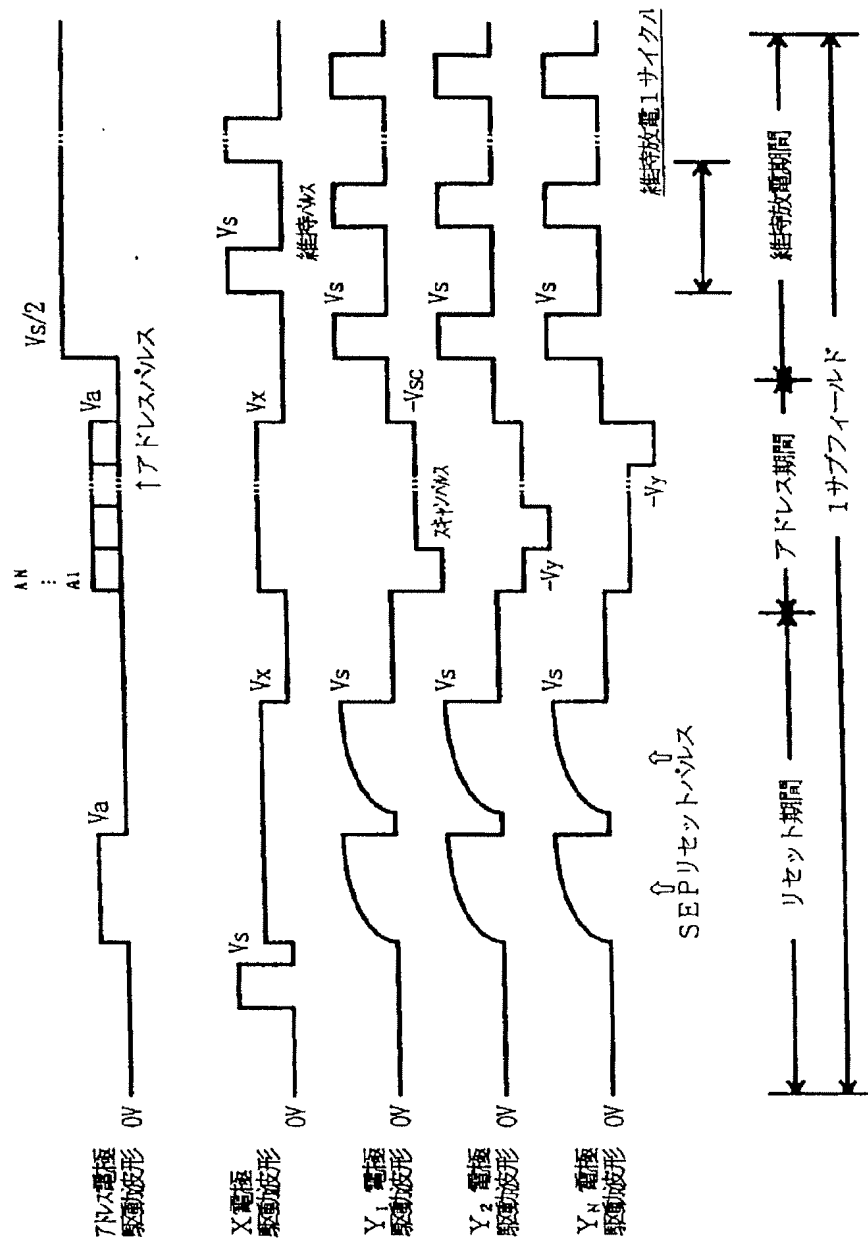 アドレス電極
駆動波形
0V
Va
AN
⋮
A1
Va
↑アドレスパルス
Vs/2
X電極
駆動波形
0V
Vs
Vx
Vx
Vs
維持パルス
Y1 電極
駆動波形
0V
Vs
スキャンパルス
-Vsc
Vs
Y2 電極
駆動波形
0V
Vs
-Vy
Vs
YN 電極
駆動波形
0V
Vs
-Vy
Vs
⇧ ⇧
SEPリセットパルス
維持放電1サイクル
リセット期間
アドレス期間
維持放電期間
1サブフィールド